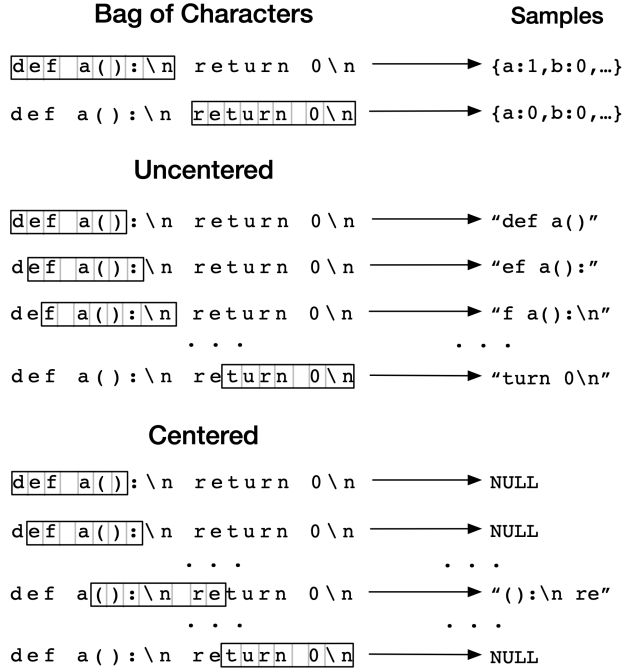 Bag of Characters Samples
def a():\n return 0\n {a:1,b:0,…}
def a():\n return 0\n {a:0,b:0,…}
Uncentered
def a():\n return 0\n “def a()”
def a():\n return 0\n “ef a():”
def a():\n return 0\n “f a():\n”
. . . . . .
def a():\n return 0\n “turn 0\n”
Centered
def a():\n return 0\n NULL
def a():\n return 0\n NULL
. . . . . .
def a():\n return 0\n “():\n re”
. . . . . .
def a():\n return 0\n NULL